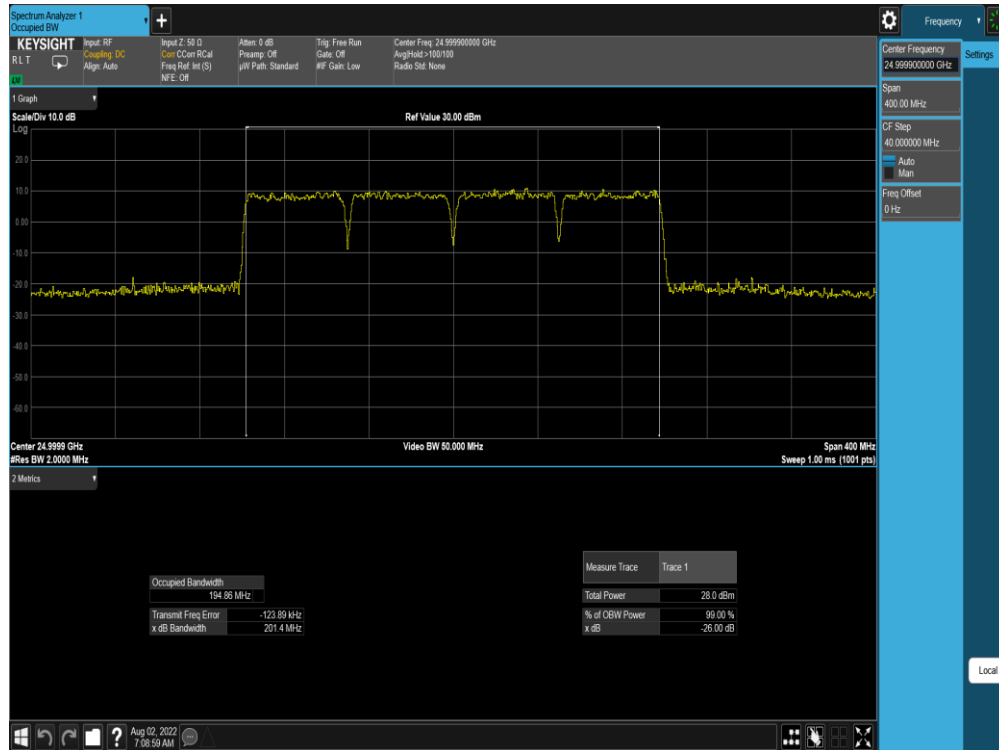 Spectrum Analyzer 1
Occupied BW
+
Frequency
KEYSIGHT
R L T
LXI
Input: RF
Coupling: DC
Align: Auto
Input Z: 50 Ω
Corr CCorr RCal
Freq Ref: Int (S)
NFE: Off
Atten: 0 dB
Preamp: Off
µW Path: Standard
Trig: Free Run
Gate: Off
#IF Gain: Low
Center Freq: 24.999900000 GHz
Avg|Hold:>100/100
Radio Std: None
Center Frequency
24.999900000 GHz
Settings
Span
400.00 MHz
CF Step
40.000000 MHz
Auto
Man
Freq Offset
0 Hz
1 Graph
Scale/Div 10.0 dB
Ref Value 30.00 dBm
Log
20.0
10.0
0.00
-10.0
-20.0
-30.0
-40.0
-50.0
-60.0
Center 24.9999 GHz
Video BW 50.000 MHz
Span 400 MHz
#Res BW 2.0000 MHz
Sweep 1.00 ms (1001 pts)
2 Metrics
Occupied Bandwidth
194.86 MHz
Transmit Freq Error -123.89 kHz
x dB Bandwidth 201.4 MHz
Measure Trace Trace 1
Total Power 28.0 dBm
% of OBW Power 99.00 %
x dB -26.00 dB
Local
?
Aug 02, 2022
7:08:59 AM